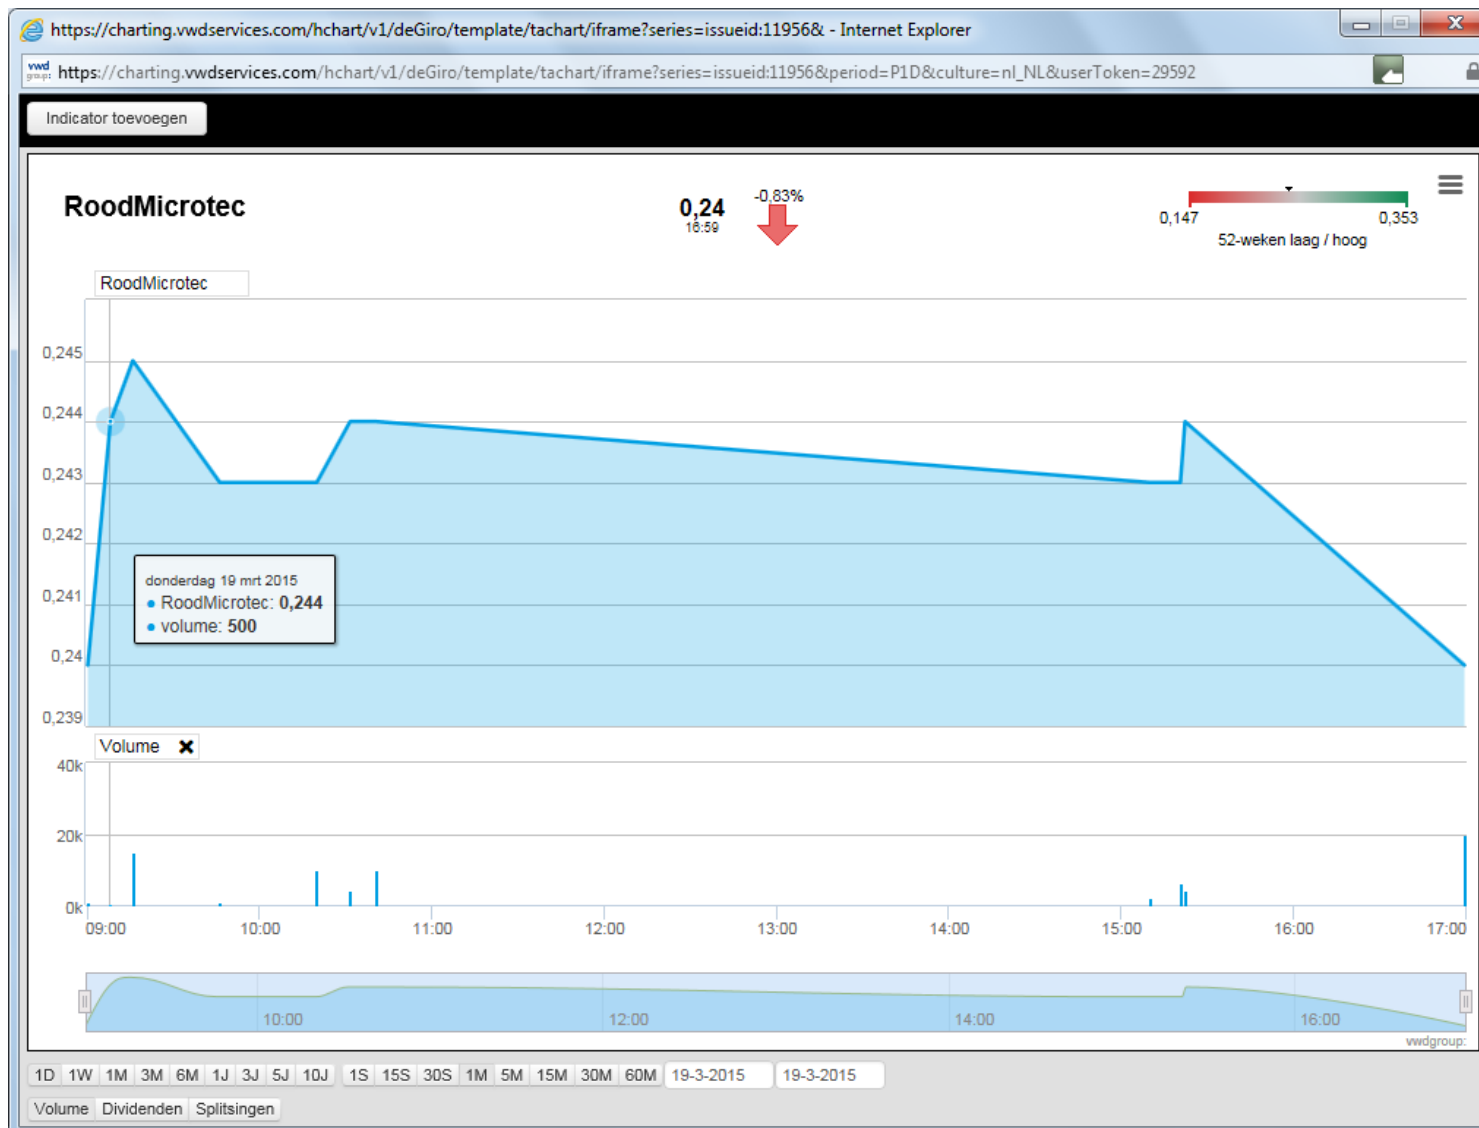 https://charting.vwdservices.com/hchart/v1/deGiro/template/tachart/iframe?series=issueid:11956& - Internet Explorer
vwd group: https://charting.vwdservices.com/hchart/v1/deGiro/template/tachart/iframe?series=issueid:11956&period=P1D&culture=nl_NL&userToken=29592
Indicator toevoegen
RoodMicrotec
0,24
16:59
-0,83%
0,147 0,353
52-weken laag / hoog
RoodMicrotec
0,245
0,244
0,243
0,242
0,241
0,24
0,239
donderdag 19 mrt 2015
● RoodMicrotec: 0,244
● volume: 500
Volume ✖
40k
20k
0k
09:00 10:00 11:00 12:00 13:00 14:00 15:00 16:00 17:00
10:00 12:00 14:00 16:00
vwdgroup:
1D 1W 1M 3M 6M 1J 3J 5J 10J 1S 15S 30S 1M 5M 15M 30M 60M 19-3-2015 19-3-2015
Volume Dividenden Splitsingen